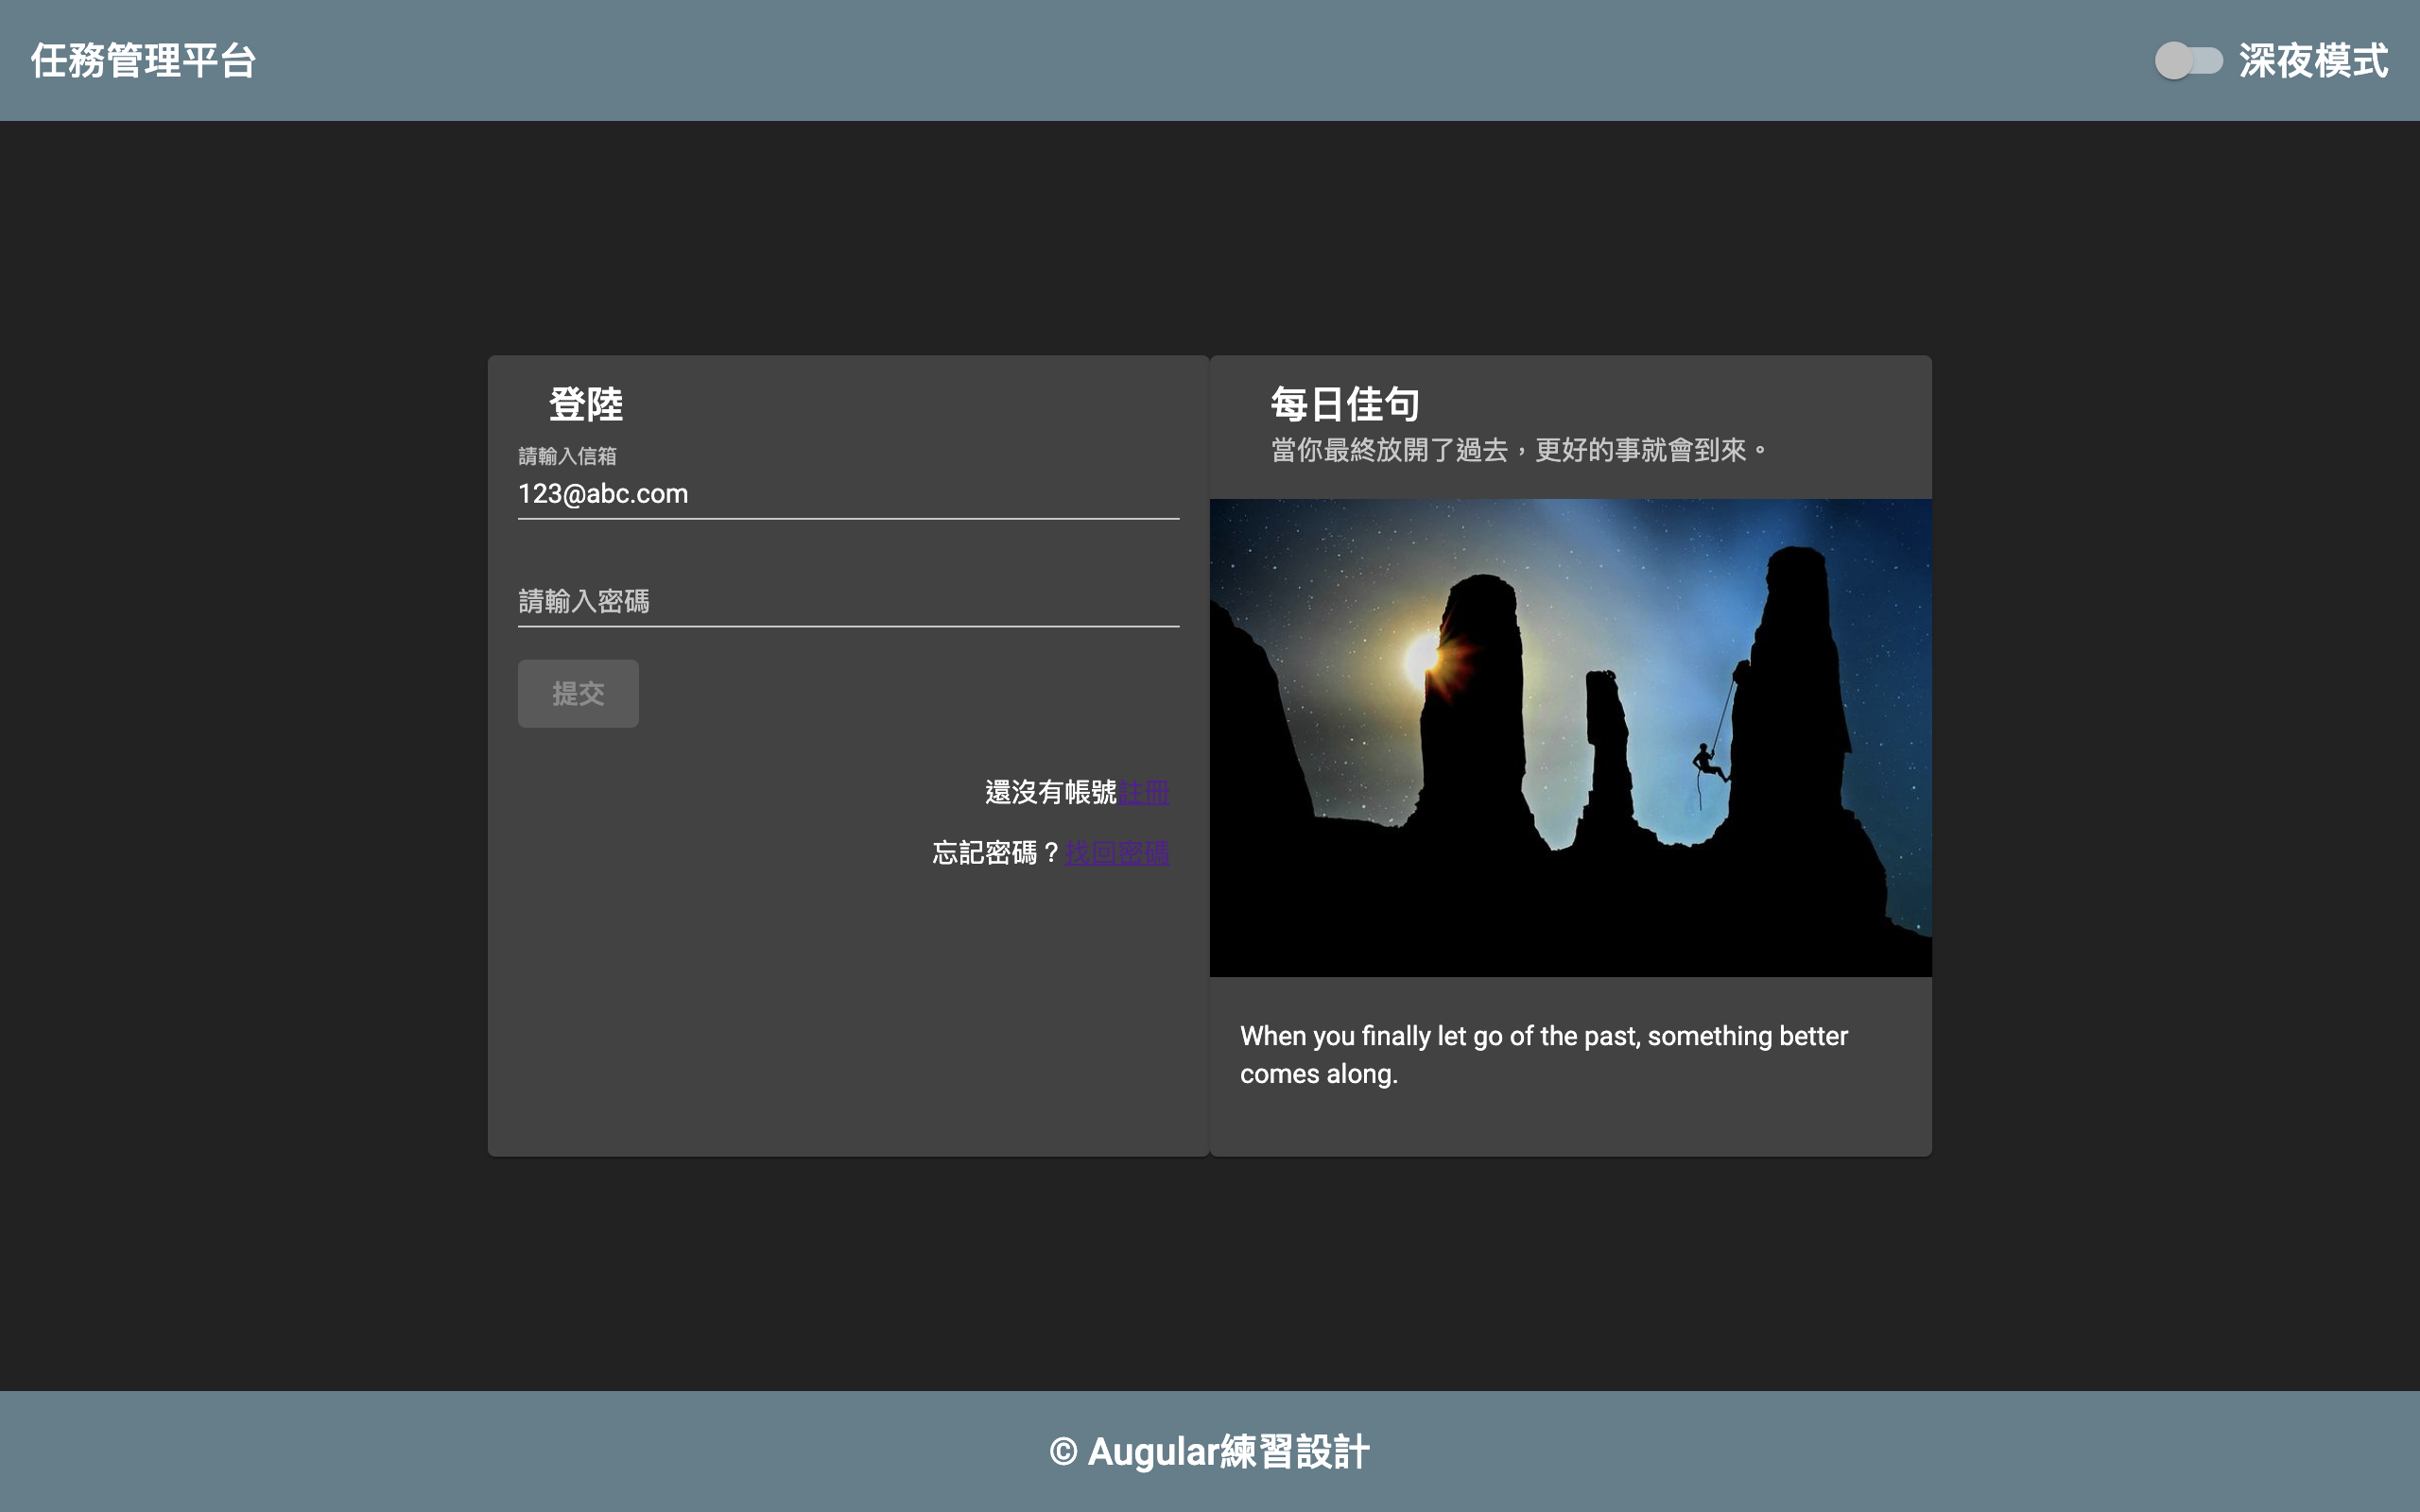 任務管理平台
深夜模式
登陸
請輸入信箱
123@abc.com
請輸入密碼
提交
還沒有帳號註冊
忘記密碼？找回密碼
每日佳句
當你最終放開了過去，更好的事就會到來。
When you finally let go of the past, something better
comes along.
© Augular練習設計